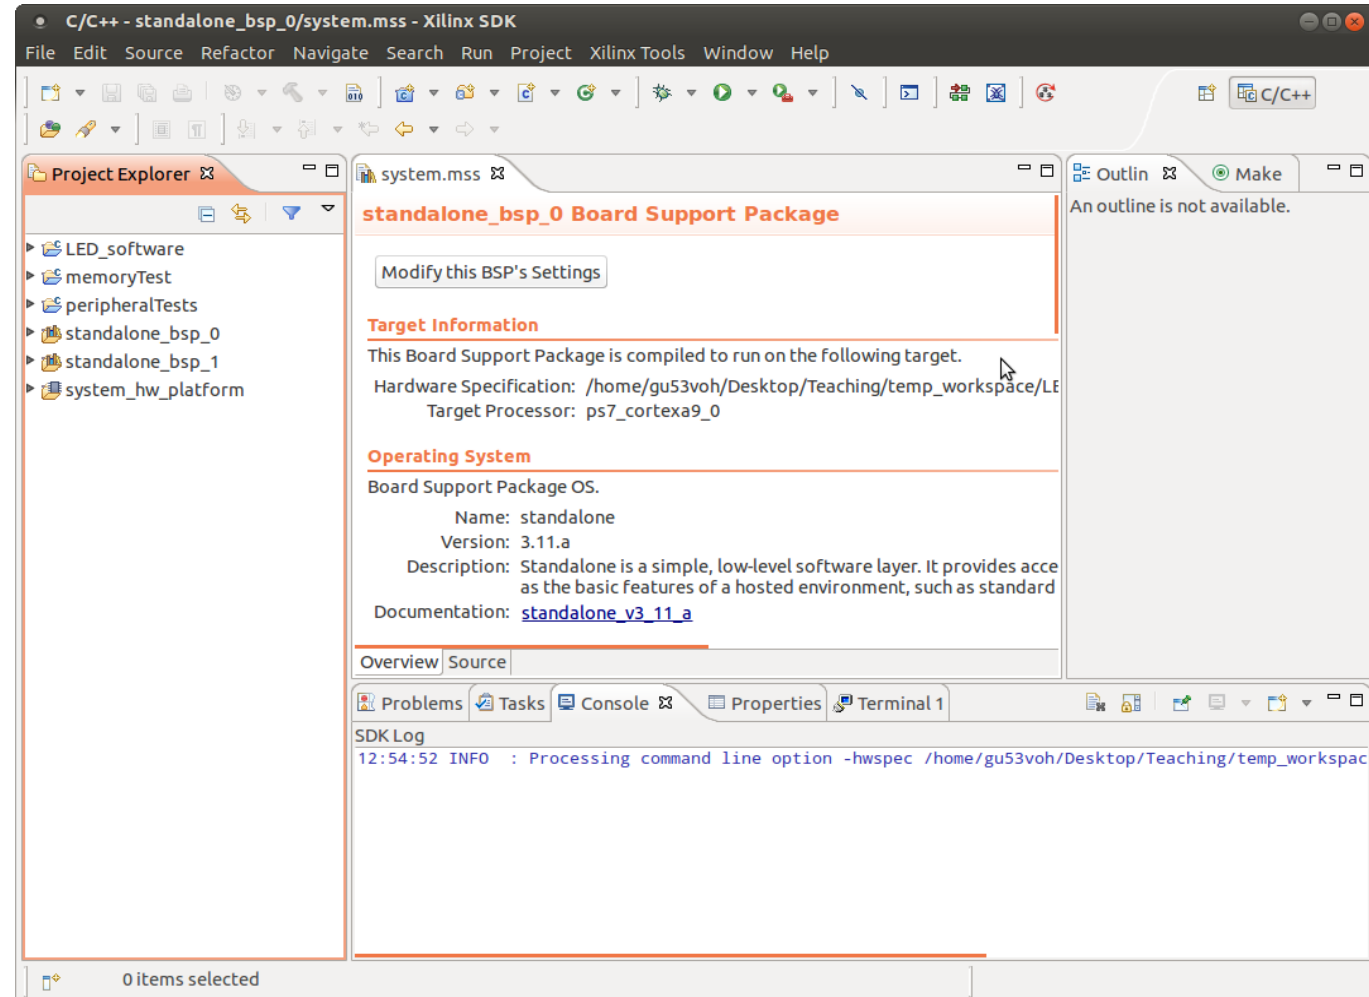 C/C++ - standalone_bsp_0/system.mss - Xilinx SDK
File Edit Source Refactor Navigate Search Run Project Xilinx Tools Window Help
C/C++
Project Explorer
system.mss
Outlin
Make
An outline is not available.
LED_software
memoryTest
peripheralTests
standalone_bsp_0
standalone_bsp_1
system_hw_platform
standalone_bsp_0 Board Support Package
Modify this BSP's Settings
Target Information
This Board Support Package is compiled to run on the following target.
Hardware Specification: /home/gu53voh/Desktop/Teaching/temp_workspace/LE
Target Processor: ps7_cortexa9_0
Operating System
Board Support Package OS.
Name: standalone
Version: 3.11.a
Description: Standalone is a simple, low-level software layer. It provides acce
as the basic features of a hosted environment, such as standard
Documentation: standalone_v3_11_a
Overview Source
Problems Tasks Console Properties Terminal 1
SDK Log
12:54:52 INFO : Processing command line option -hwspec /home/gu53voh/Desktop/Teaching/temp_workspac
0 items selected